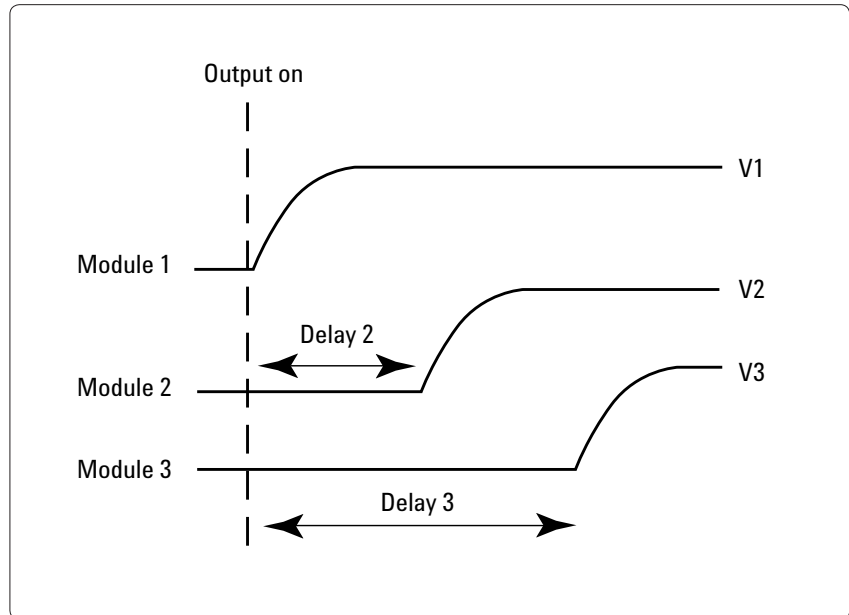 Output on
V1
Module 1
V2
Delay 2
V3
Module 2
Module 3
Delay 3